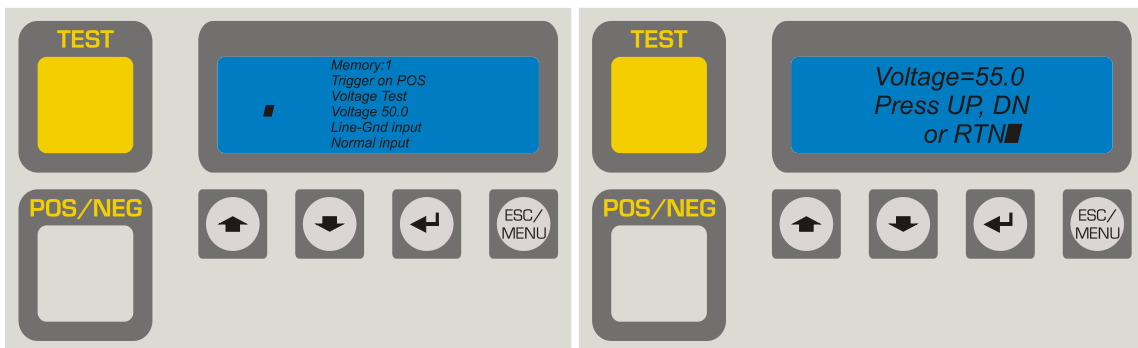 TEST
Memory:1
Trigger on POS
Voltage Test
Voltage 50.0
Line-Gnd input
Normal input
POS/NEG
ESC/
MENU
TEST
Voltage=55.0
Press UP, DN
or RTN
POS/NEG
ESC/
MENU